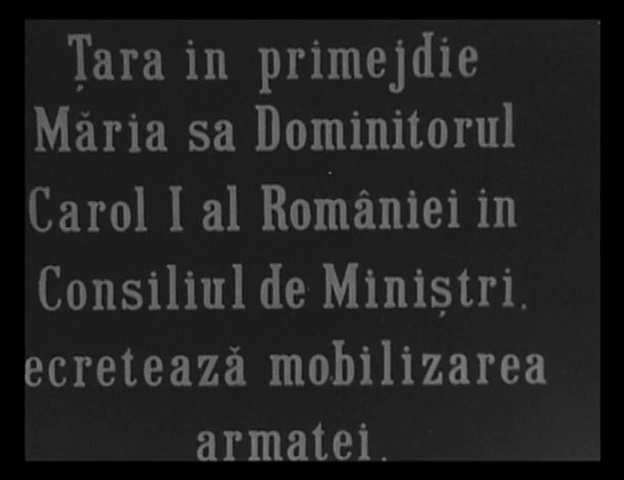 Țara in primejdie
Măria sa Dominitorul
Carol I al României in
Consiliul de Miniștri.
ecretează mobilizarea
armatei.